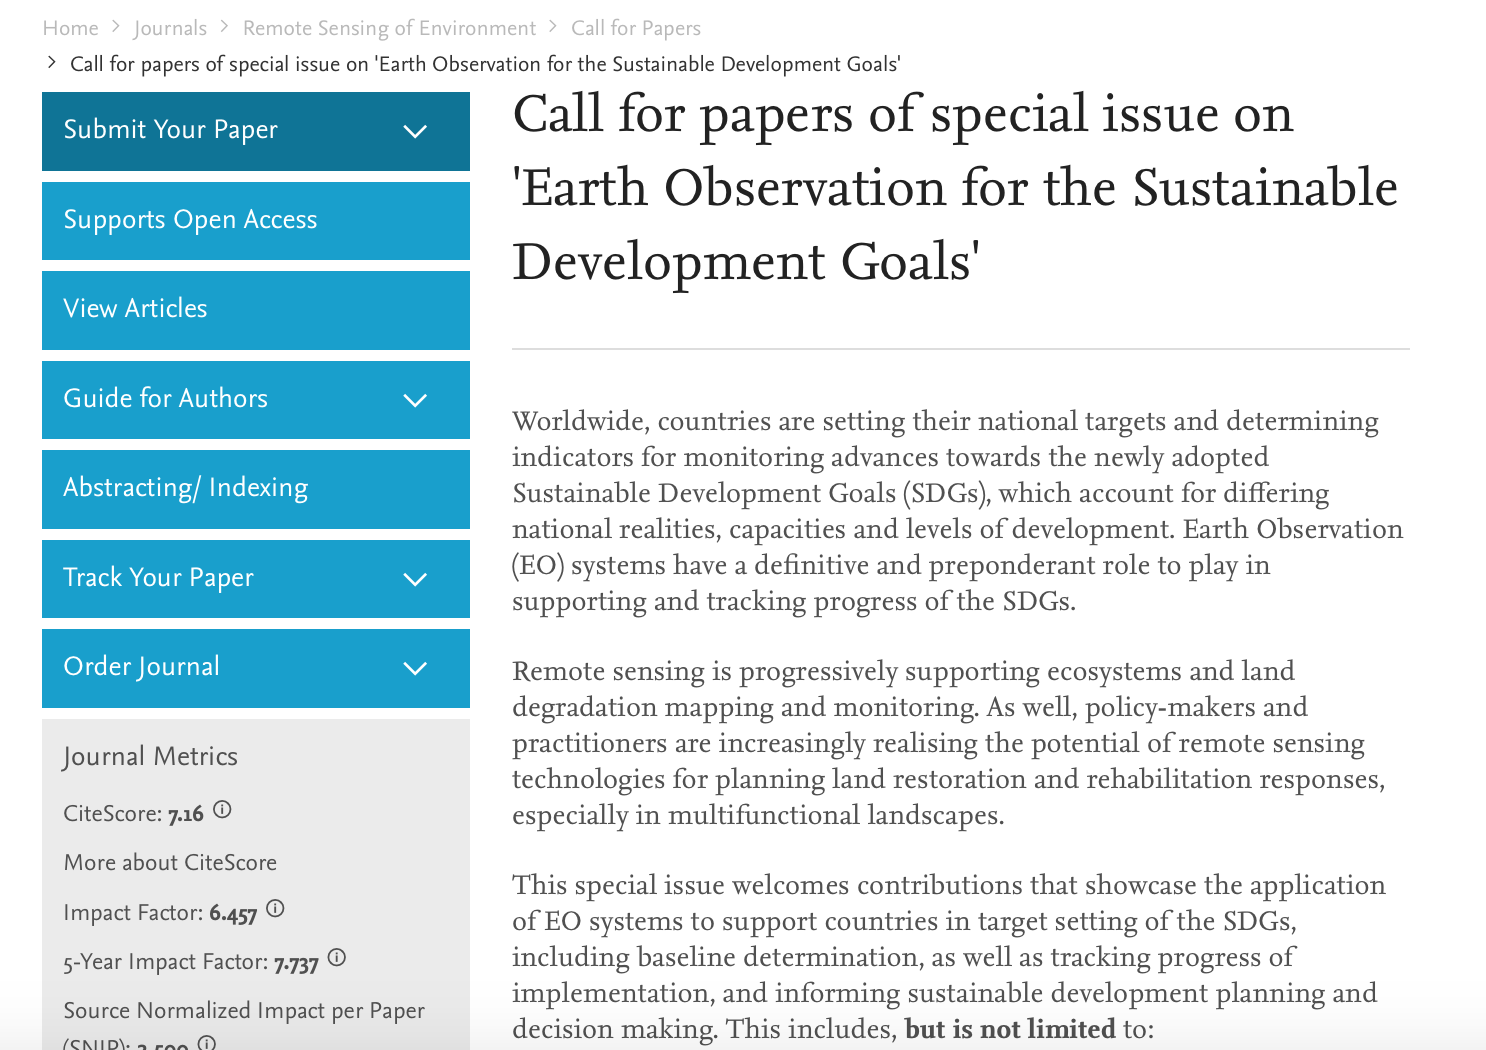 Home > Journals > Remote Sensing of Environment > Call for Papers
> Call for papers of special issue on 'Earth Observation for the Sustainable Development Goals'
Submit Your Paper
Supports Open Access
View Articles
Guide for Authors
Abstracting/ Indexing
Track Your Paper
Order Journal
Journal Metrics
CiteScore: 7.16
More about CiteScore
Impact Factor: 6.457
5-Year Impact Factor: 7.737
Source Normalized Impact per Paper
(SNIP):
Call for papers of special issue on
'Earth Observation for the Sustainable
Development Goals'
Worldwide, countries are setting their national targets and determining
indicators for monitoring advances towards the newly adopted
Sustainable Development Goals (SDGs), which account for differing
national realities, capacities and levels of development. Earth Observation
(EO) systems have a definitive and preponderant role to play in
supporting and tracking progress of the SDGs.
Remote sensing is progressively supporting ecosystems and land
degradation mapping and monitoring. As well, policy-makers and
practitioners are increasingly realising the potential of remote sensing
technologies for planning land restoration and rehabilitation responses,
especially in multifunctional landscapes.
This special issue welcomes contributions that showcase the application
of EO systems to support countries in target setting of the SDGs,
including baseline determination, as well as tracking progress of
implementation, and informing sustainable development planning and
decision making. This includes, but is not limited to: